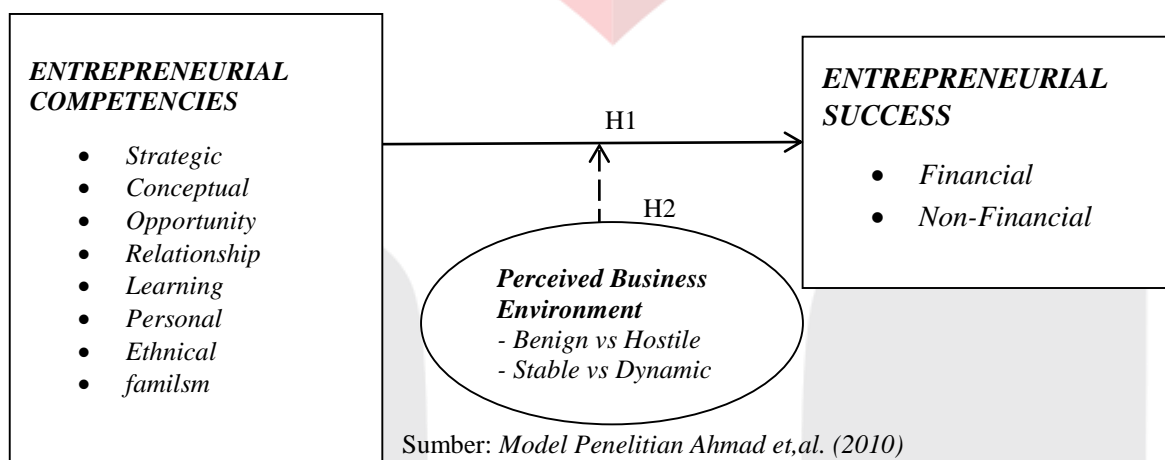 ENTREPRENEURIAL
COMPETENCIES
• Strategic
• Conceptual
• Opportunity
• Relationship
• Learning
• Personal
• Ethnical
• familsm
H1
H2
Perceived Business
Environment
- Benign vs Hostile
- Stable vs Dynamic
ENTREPRENEURIAL
SUCCESS
• Financial
• Non-Financial
Sumber: Model Penelitian Ahmad et,al. (2010)